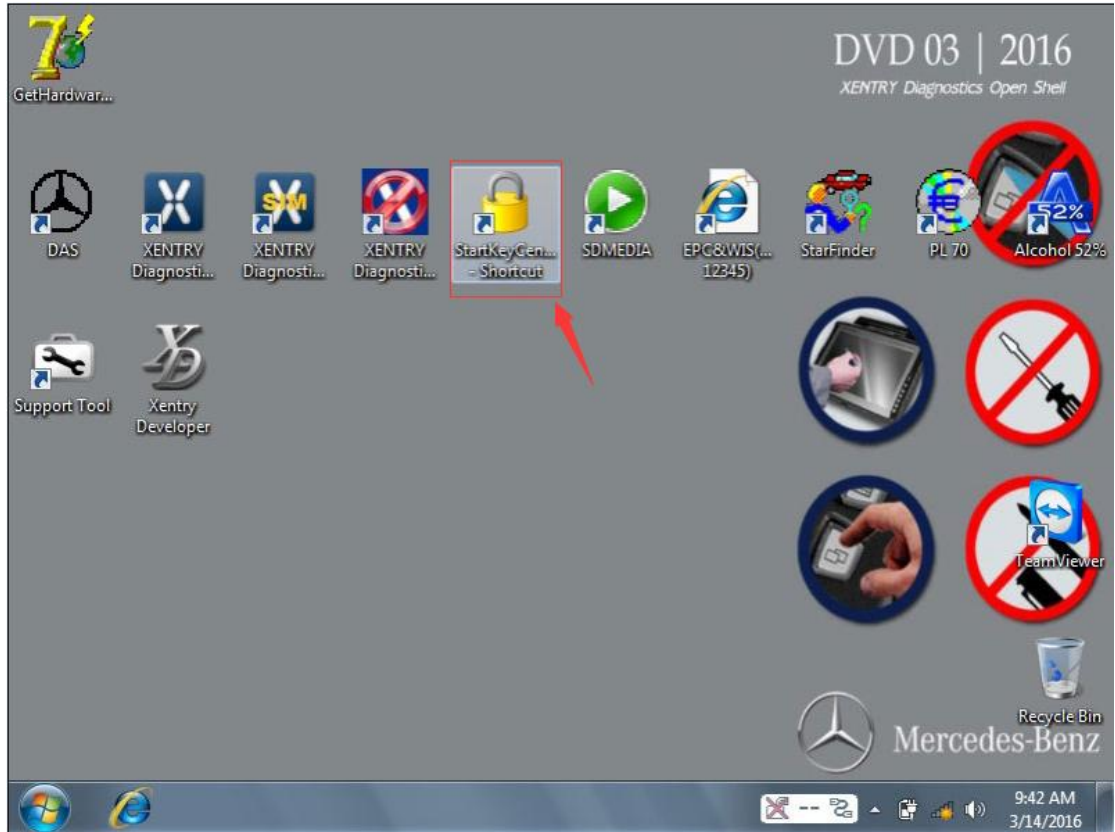 DVD 03 | 2016
XENTRY Diagnostics Open Shell
GetHardwar...
DAS
XENTRY
Diagnosti...
SIM
XENTRY
Diagnosti...
XENTRY
Diagnosti...
StartKeyGen...
- Shortcut
SDMEDIA
EPC&WIS(...
12345)
StarFinder
PL 70
52%
Alcohol 52%
Support Tool
Xentry
Developer
TeamViewer
Recycle Bin
Mercedes-Benz
--
9:42 AM
3/14/2016